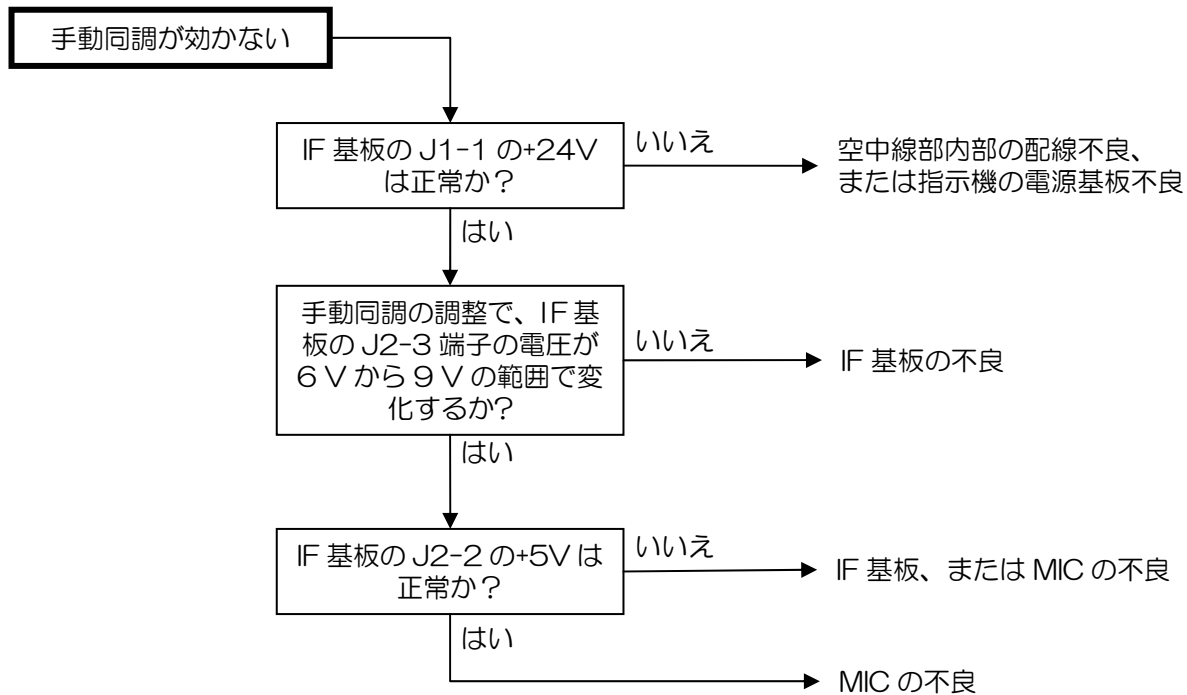 手動同調が効かない
IF 基板の J1-1 の+24V
は正常か？
いいえ
空中線部内部の配線不良、
または指示機の電源基板不良
はい
手動同調の調整で、IF 基
板の J2-3 端子の電圧が
６Ｖから９Ｖの範囲で変
化するか?
いいえ
IF 基板の不良
はい
IF 基板の J2-2 の+5V は
正常か？
いいえ
IF 基板、または MIC の不良
はい
MIC の不良